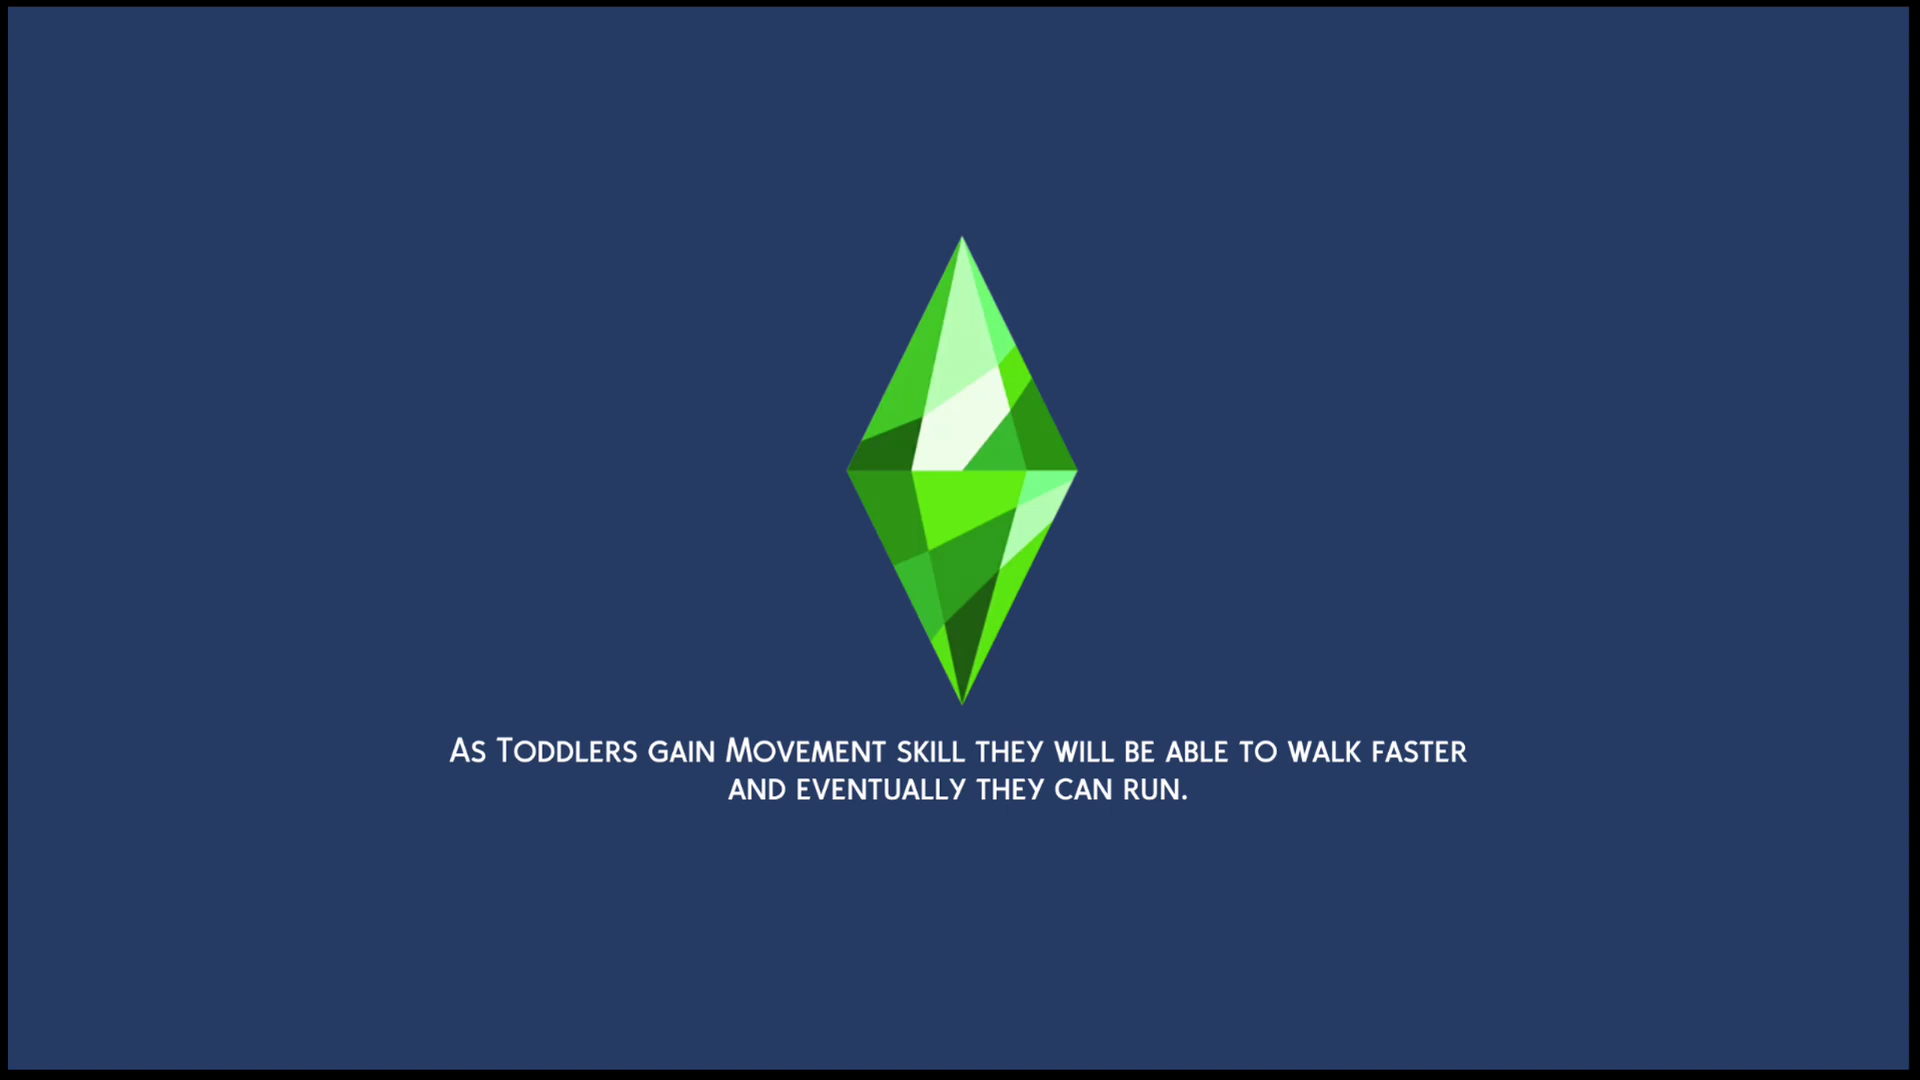 As Toddlers gain Movement skill they will be able to walk faster
and eventually they can run.